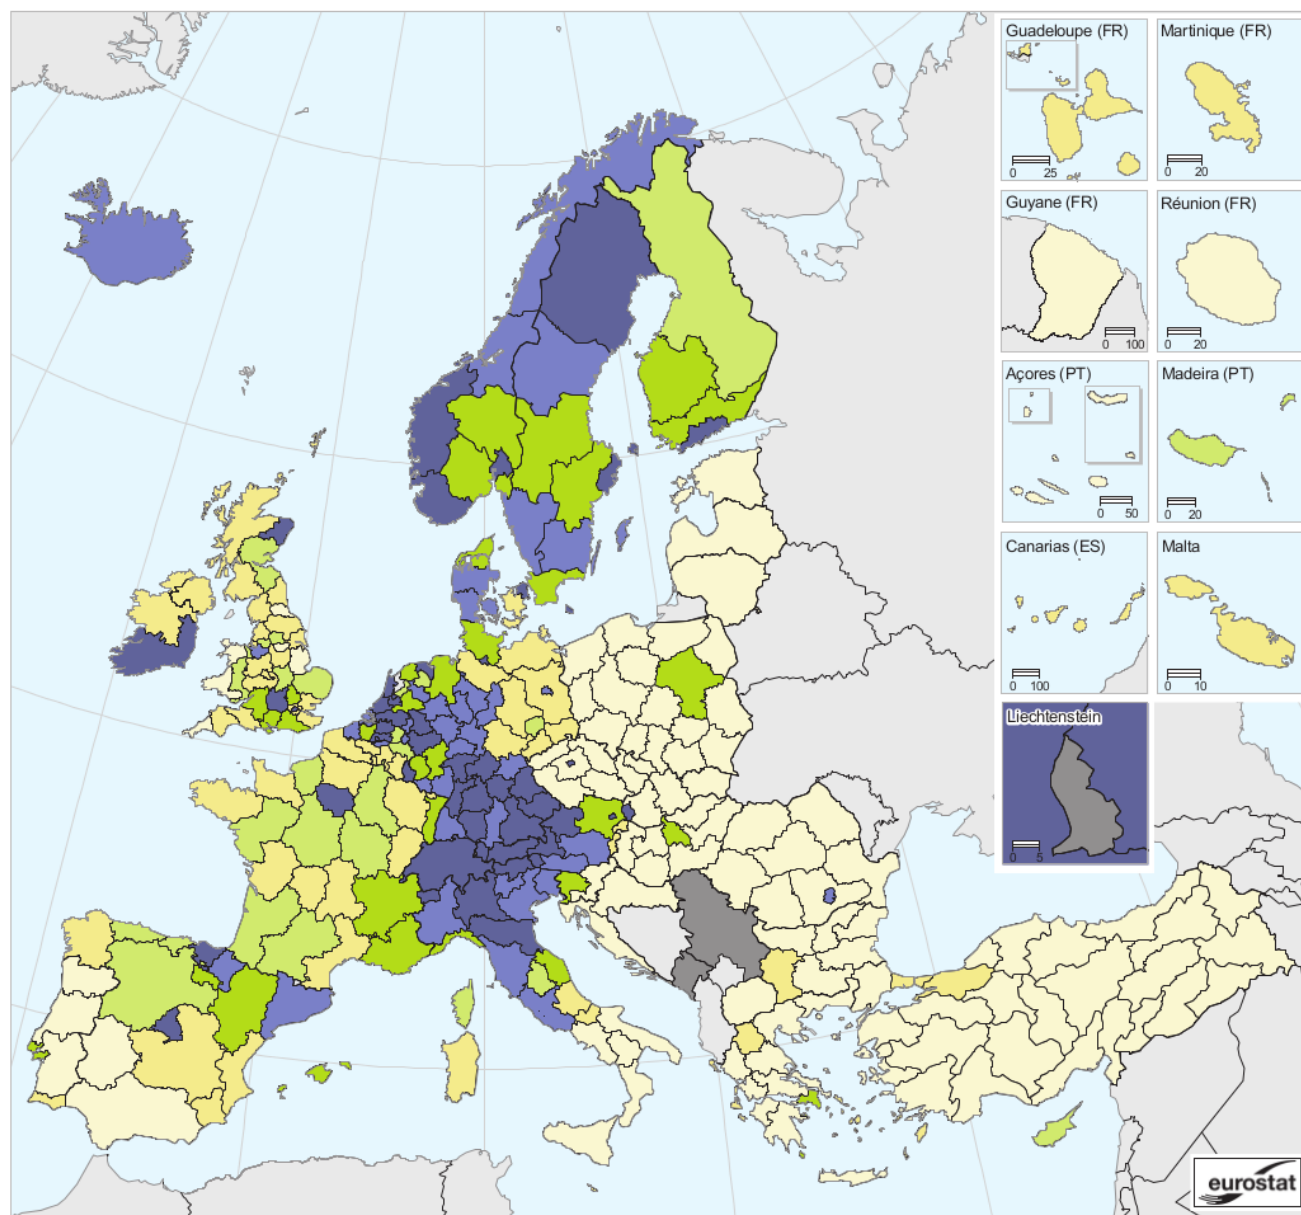 Guadeloupe (FR)
0 25
Martinique (FR)
0 20
Guyane (FR)
0 100
Réunion (FR)
0 20
Açores (PT)
0 50
Madeira (PT)
0 20
Canarias (ES)
0 100
Malta
0 10
Liechtenstein
0 5
eurostat